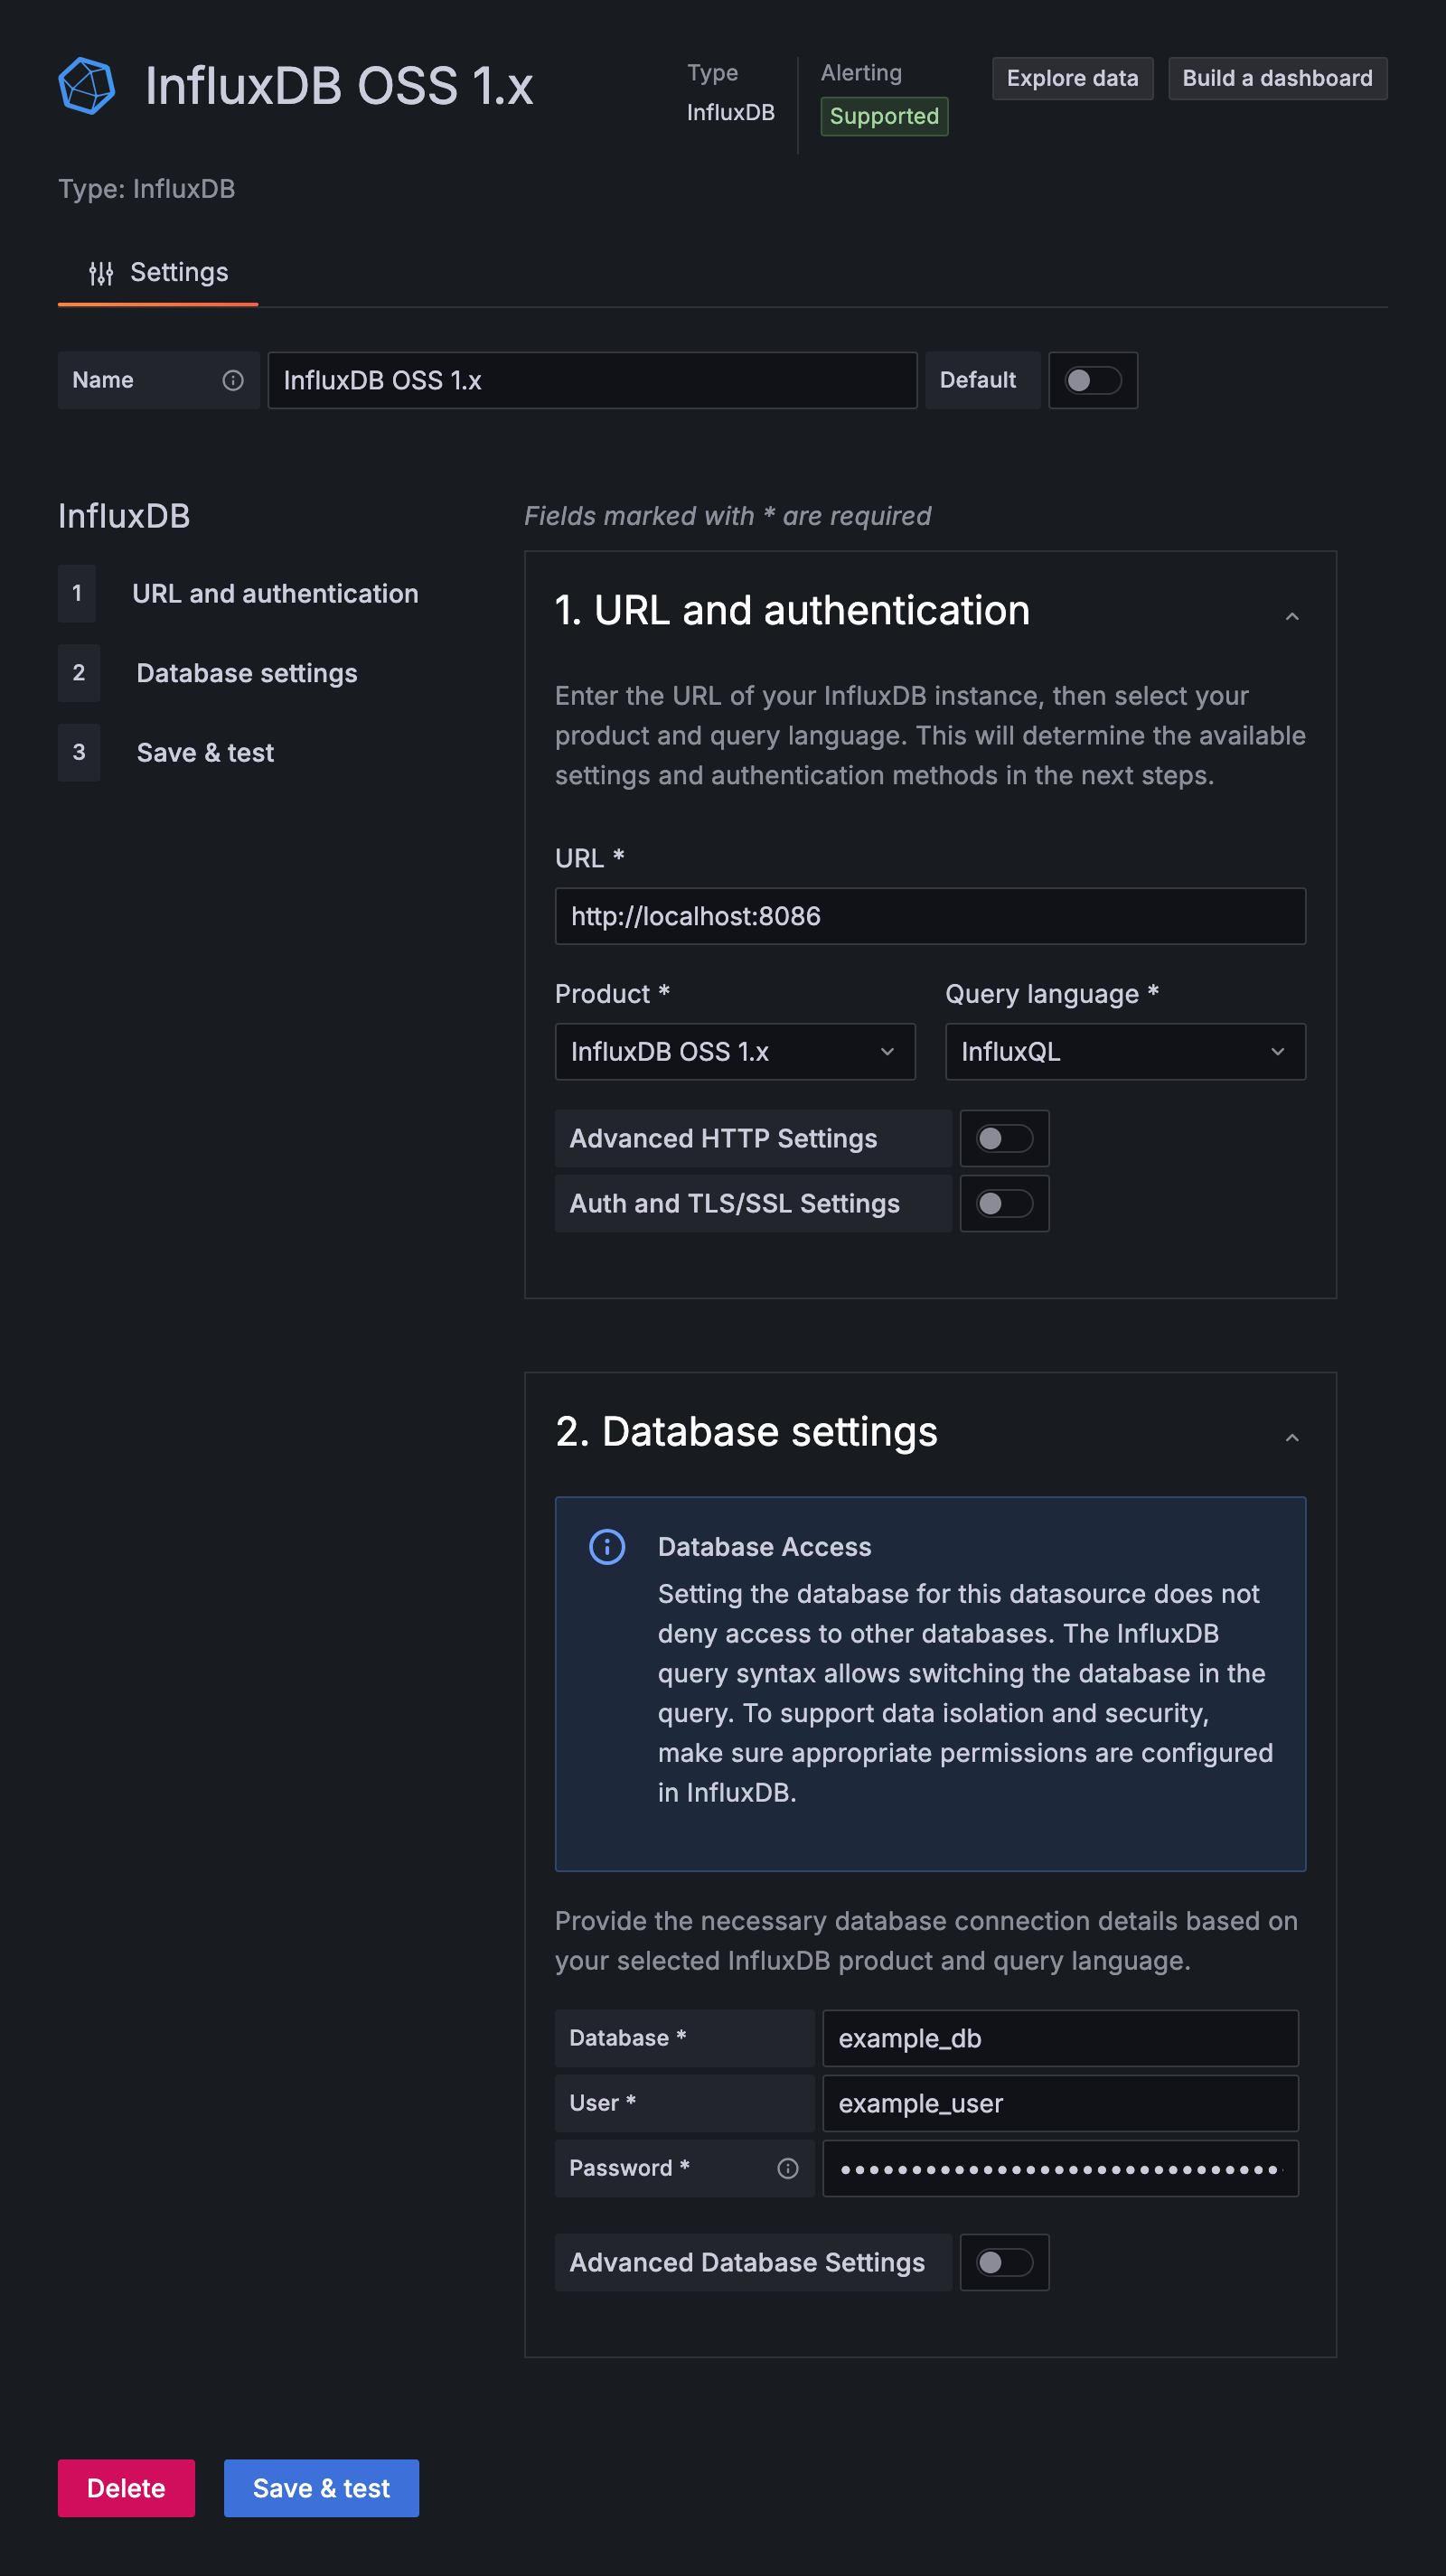 InfluxDB OSS 1.x
Type
InfluxDB
Alerting
Supported
Explore data
Build a dashboard
Type: InfluxDB
Settings
Name
InfluxDB OSS 1.x
Default
InfluxDB
1 URL and authentication
2 Database settings
3 Save & test
Fields marked with * are required
1. URL and authentication
Enter the URL of your InfluxDB instance, then select your
product and query language. This will determine the available
settings and authentication methods in the next steps.
URL *
http://localhost:8086
Product *
InfluxDB OSS 1.x
Query language *
InfluxQL
Advanced HTTP Settings
Auth and TLS/SSL Settings
2. Database settings
Database Access
Setting the database for this datasource does not
deny access to other databases. The InfluxDB
query syntax allows switching the database in the
query. To support data isolation and security,
make sure appropriate permissions are configured
in InfluxDB.
Provide the necessary database connection details based on
your selected InfluxDB product and query language.
Database *
example_db
User *
example_user
Password *
Advanced Database Settings
Delete
Save & test